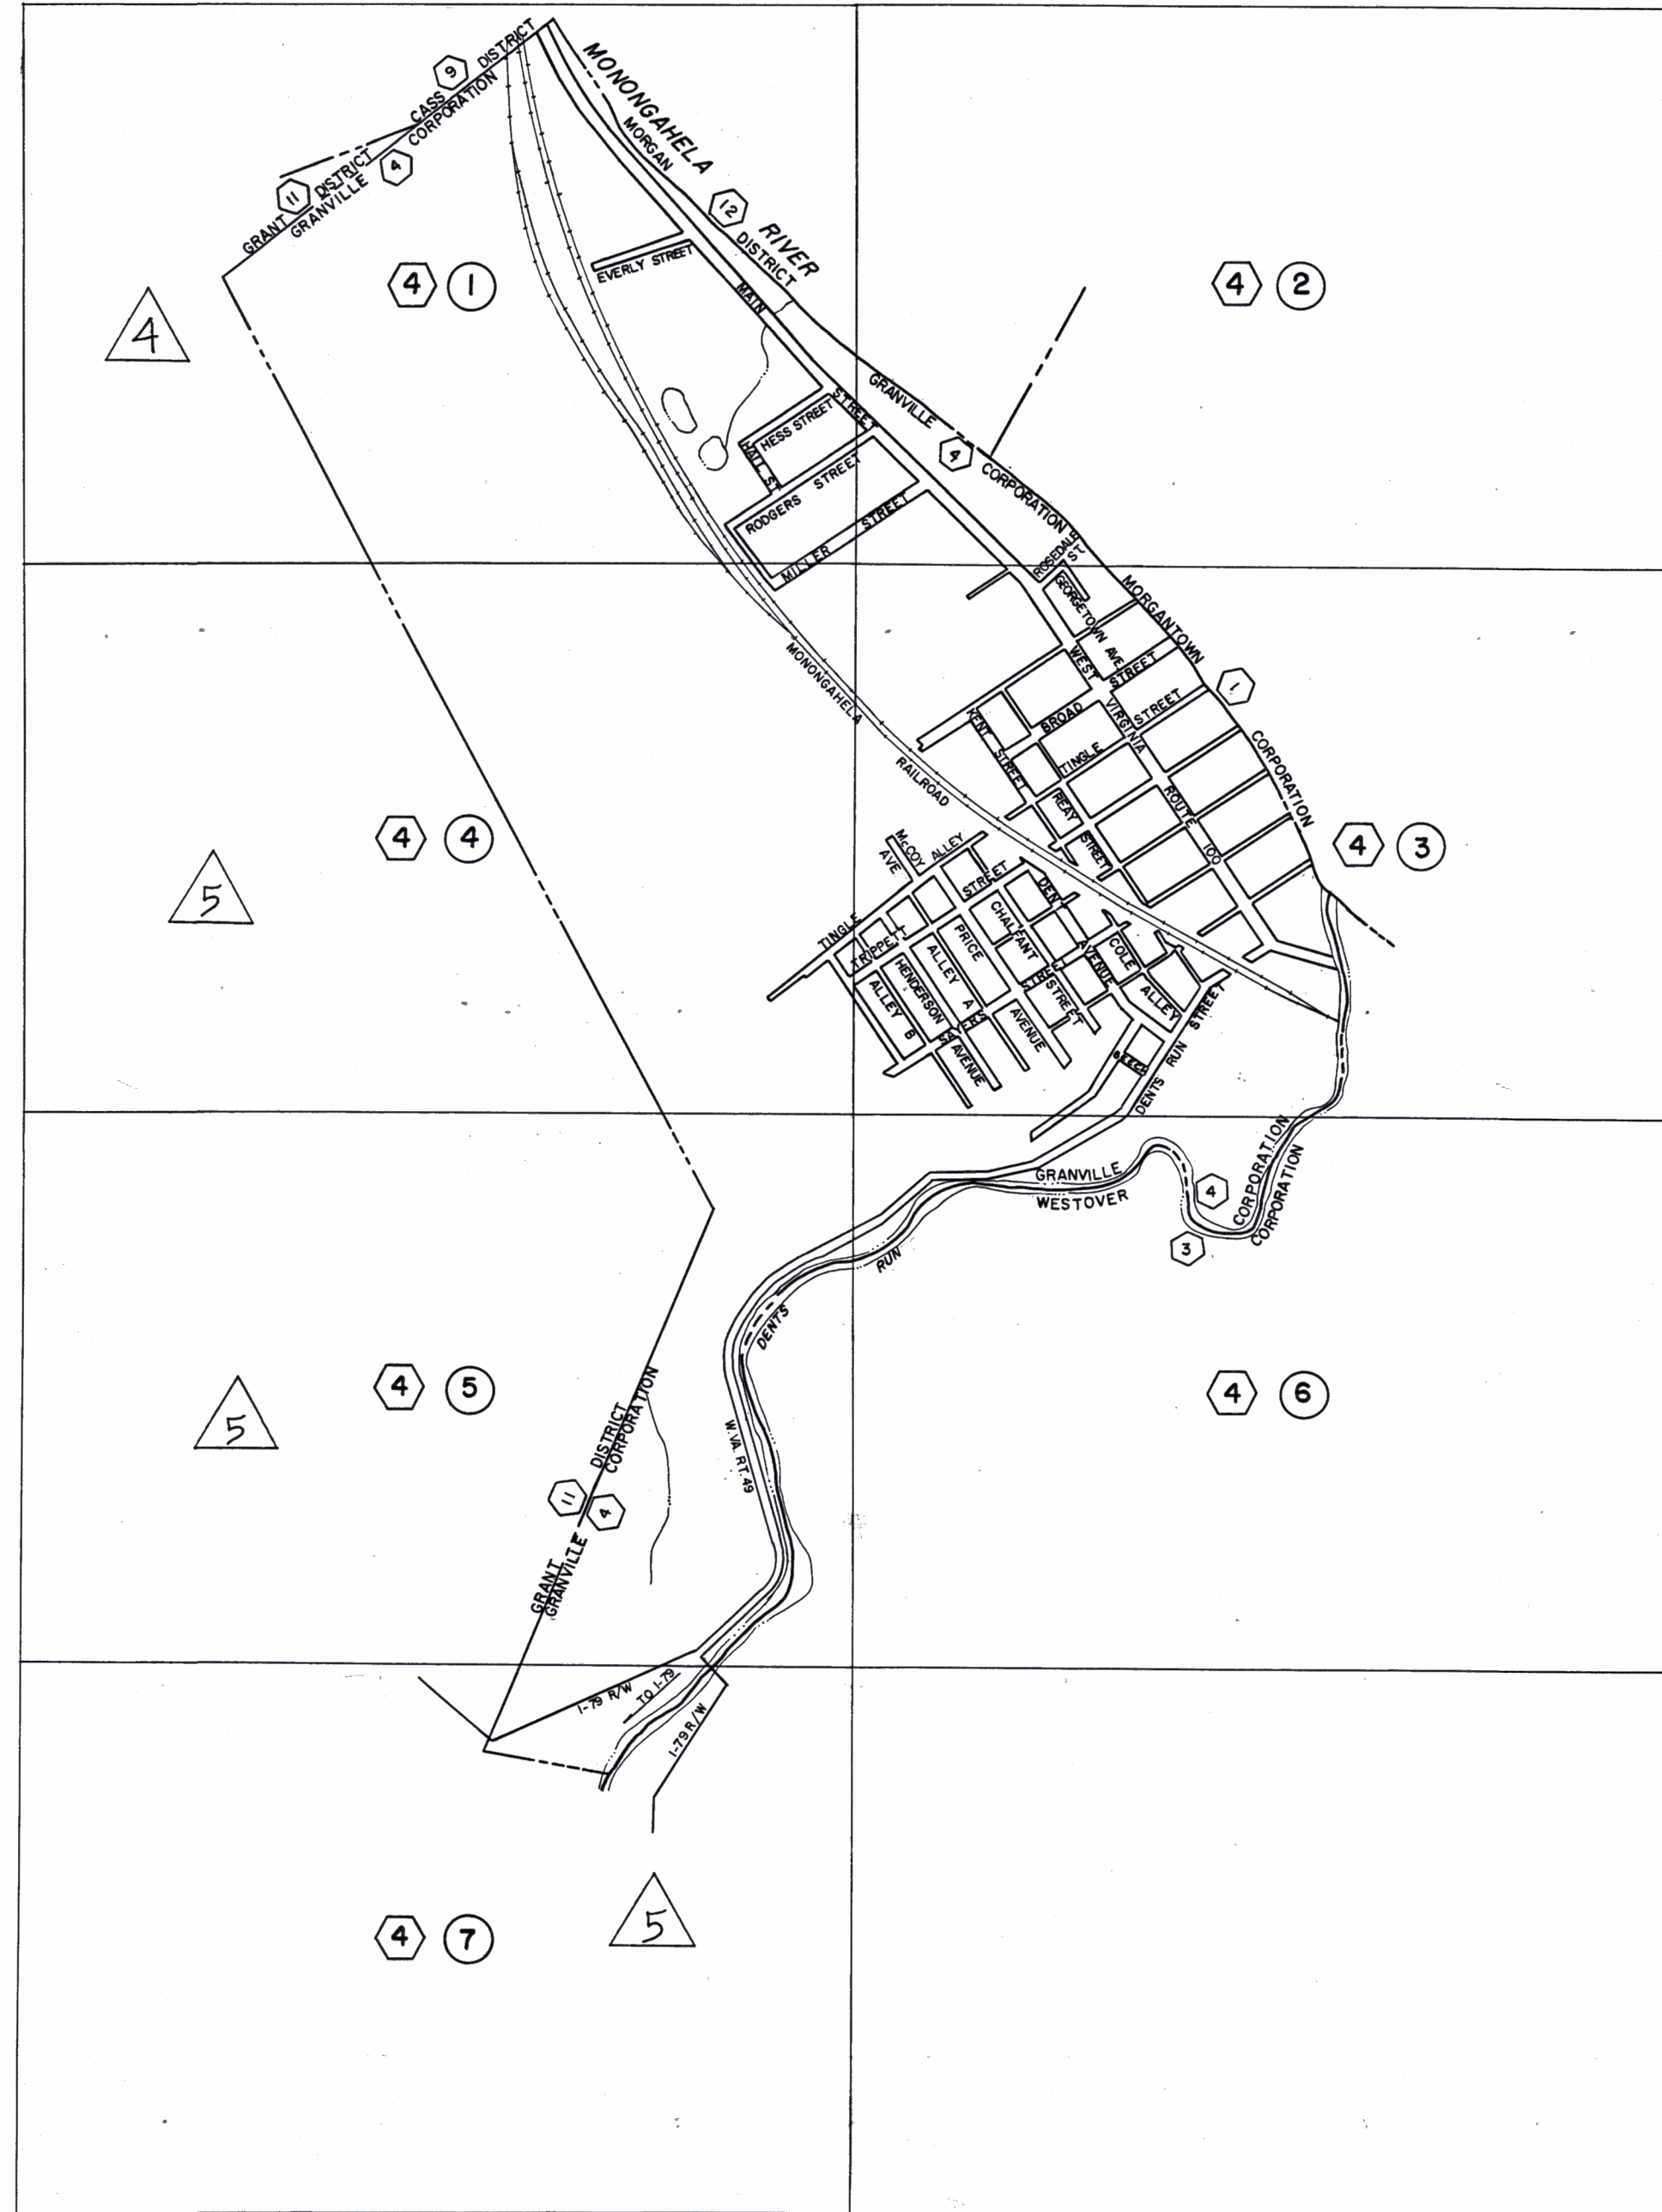 9
CASS DISTRICT
CORPORATION
11
GRANT DISTRICT
GRANVILLE
4
MONONGAHELA
RIVER
MORGAN
DISTRICT
12
4 1
4 2
4
EVERLY STREET
MAIN
STREET
HESS STREET
HALL ST.
RODGERS STREET
MILLER STREET
GRANVILLE
4
CORPORATION
ROSEDALE
ST.
GEORGETOWN AVE
MORGANTOWN
1
CORPORATION
MONONGAHELA
RAILROAD
WEST
VIRGINIA
ROUTE
100
BROAD STREET
TINGLE STREET
KENT STREET
REAY STREET
4 4
4 3
5
McCOY
AVE
ALLEY
TINGLE STREET
TRIPPETT
DENT
AVENUE
CHALFANT
STREET
PRICE
AVENUE
ALLEY A
HENDERSON
AVENUE
ALLEY B
SAYERS
STREET
COLE
ALLEY
DENTS RUN STREET
GRANVILLE
WESTOVER
4
3
CORPORATION
CORPORATION
DENTS
RUN
4 5
4 6
5
DISTRICT
CORPORATION
11
4
GRANT
GRANVILLE
W. VA. RT. 49
I-79 R/W
TO I-79
I-79 R/W
4 7
5